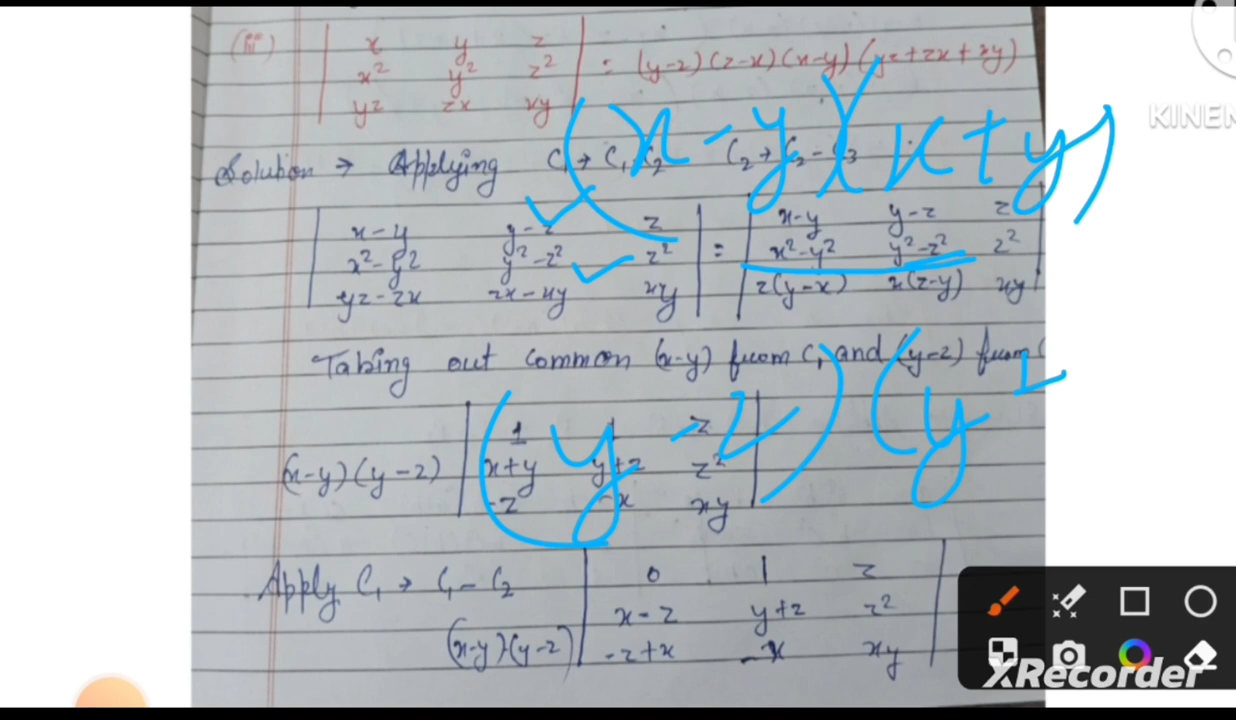 (iii) | x y z |
| x² y² z² | = (y-z)(z-x)(x-y)(yz+zx+xy)
| yz zx xy |
KINEM
(x-y)(x+y)
Solution → Applying C₁→ C₁-C₂ C₂→C₂-C₃
| x-y y-z z | | x-y y-z z |
| x²-y² y²-z² z² | = | x²-y² y²-z² z² |
| yz-zx zx-xy xy | | z(y-x) x(z-y) xy |
Taking out common (x-y) from C₁ and (y-z) from C
(y-z)(y+
| 1 1 z |
(x-y)(y-z) | x+y y+z z² |
| -z -x xy |
Apply C₁→ C₁-C₂ | 0 1 z |
| x-z y+z z² |
(x-y)(y-z) | -z+x -x xy |
XRecorder